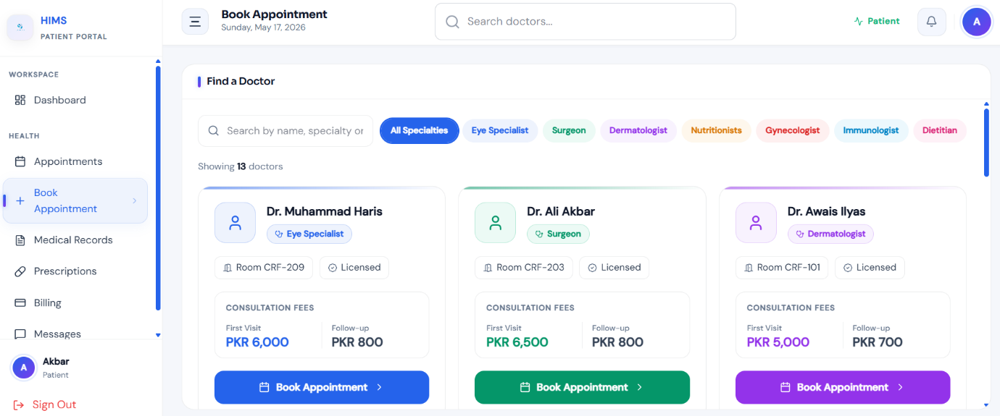 HIMS
PATIENT PORTAL
WORKSPACE
Dashboard
HEALTH
Appointments
Book
Appointment
Medical Records
Prescriptions
Billing
Messages
A
Akbar
Patient
Sign Out
Book Appointment
Sunday, May 17, 2026
Search doctors...
Patient
A
Find a Doctor
Search by name, specialty or
All Specialties
Eye Specialist
Surgeon
Dermatologist
Nutritionists
Gynecologist
Immunologist
Dietitian
Showing 13 doctors
Dr. Muhammad Haris
Eye Specialist
Room CRF-209
Licensed
CONSULTATION FEES
First Visit
PKR 6,000
Follow-up
PKR 800
Book Appointment
Dr. Ali Akbar
Surgeon
Room CRF-203
Licensed
CONSULTATION FEES
First Visit
PKR 6,500
Follow-up
PKR 800
Book Appointment
Dr. Awais Ilyas
Dermatologist
Room CRF-101
Licensed
CONSULTATION FEES
First Visit
PKR 5,000
Follow-up
PKR 700
Book Appointment